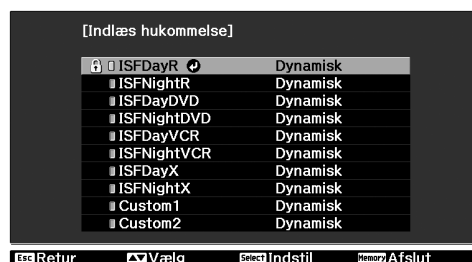 [Indlæs hukommelse]
ISFDayR Dynamisk
ISFNightR Dynamisk
ISFDayDVD Dynamisk
ISFNightDVD Dynamisk
ISFDayVCR Dynamisk
ISFNightVCR Dynamisk
ISFDayX Dynamisk
ISFNightX Dynamisk
Custom1 Dynamisk
Custom2 Dynamisk
Esc Retur Vælg Select Indstil Memory Afslut